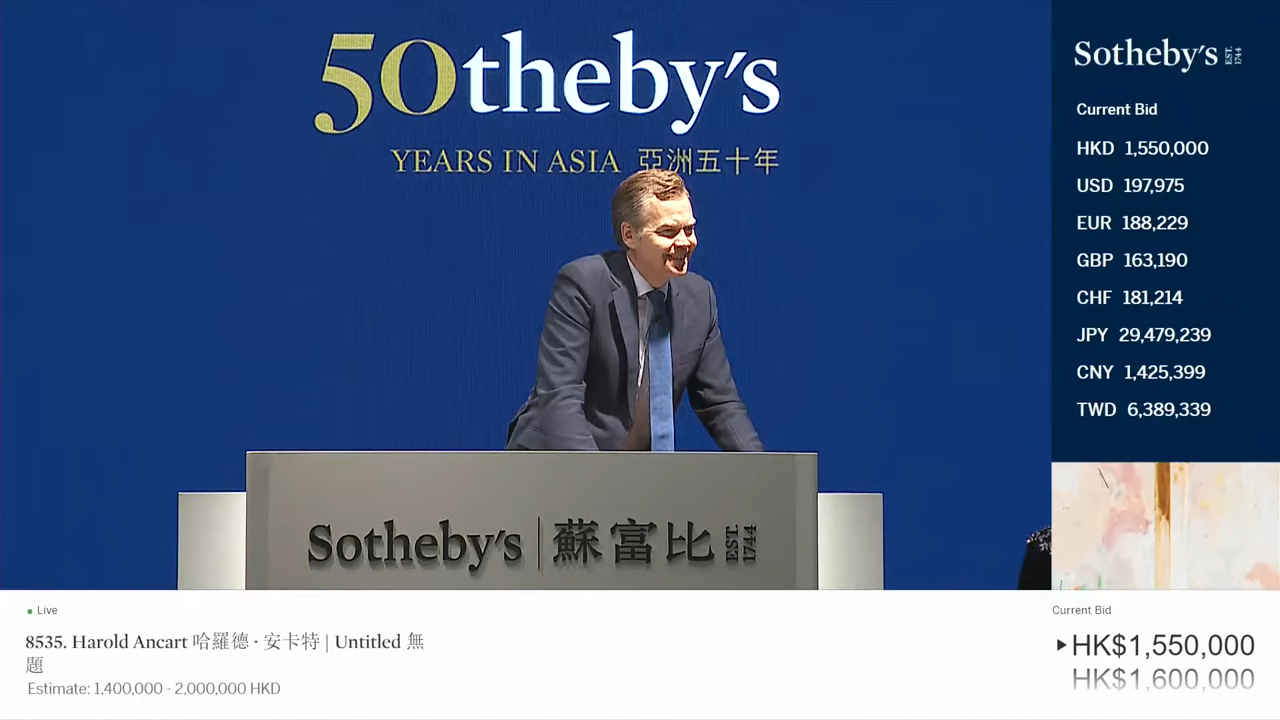 50theby's
YEARS IN ASIA 亞洲五十年
Sotheby's | 蘇富比 EST. 1744
Sotheby's EST. 1744
Current Bid
HKD 1,550,000
USD 197,975
EUR 188,229
GBP 163,190
CHF 181,214
JPY 29,479,239
CNY 1,425,399
TWD 6,389,339
Live
8535. Harold Ancart 哈羅德 · 安卡特 | Untitled 無
題
Estimate: 1,400,000 - 2,000,000 HKD
Current Bid
HK$1,550,000
HK$1,600,000